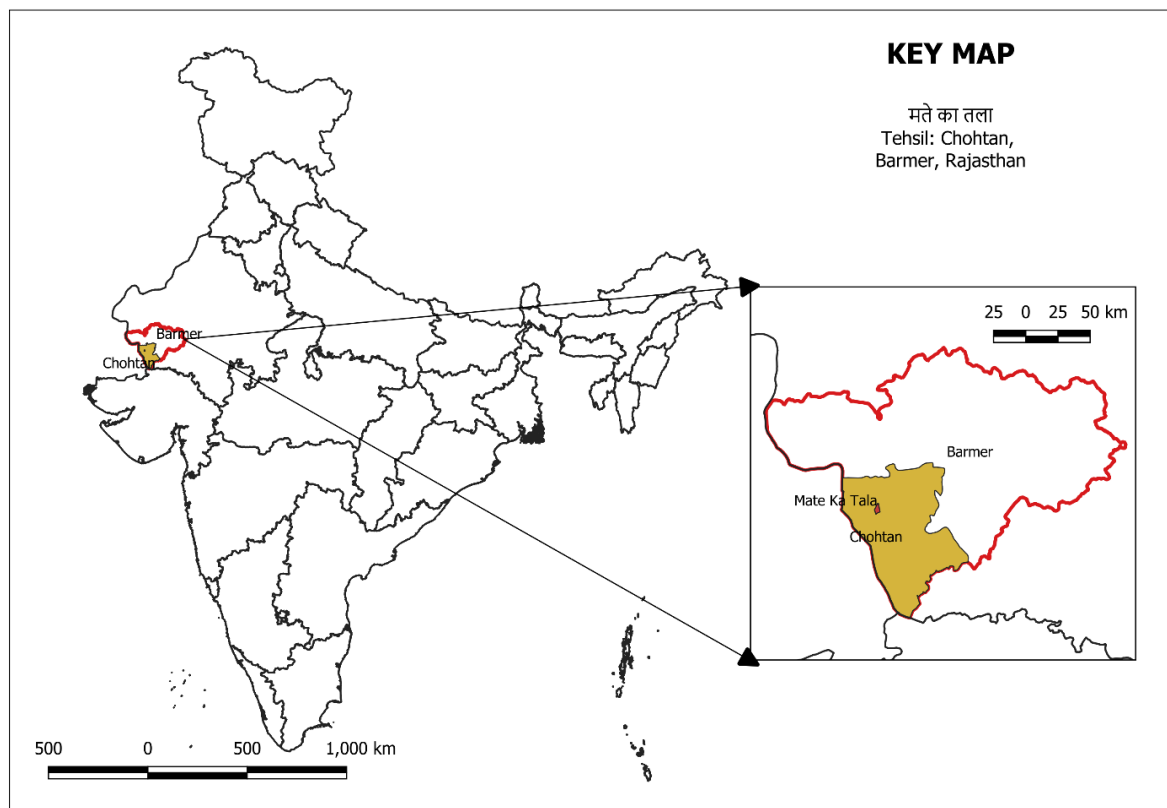 KEY MAP
मते का तला
Tehsil: Chohtan,
Barmer, Rajasthan
Barmer
Chohtan
25 0 25 50 km
Barmer
Mate Ka Tala
Chohtan
500 0 500 1,000 km